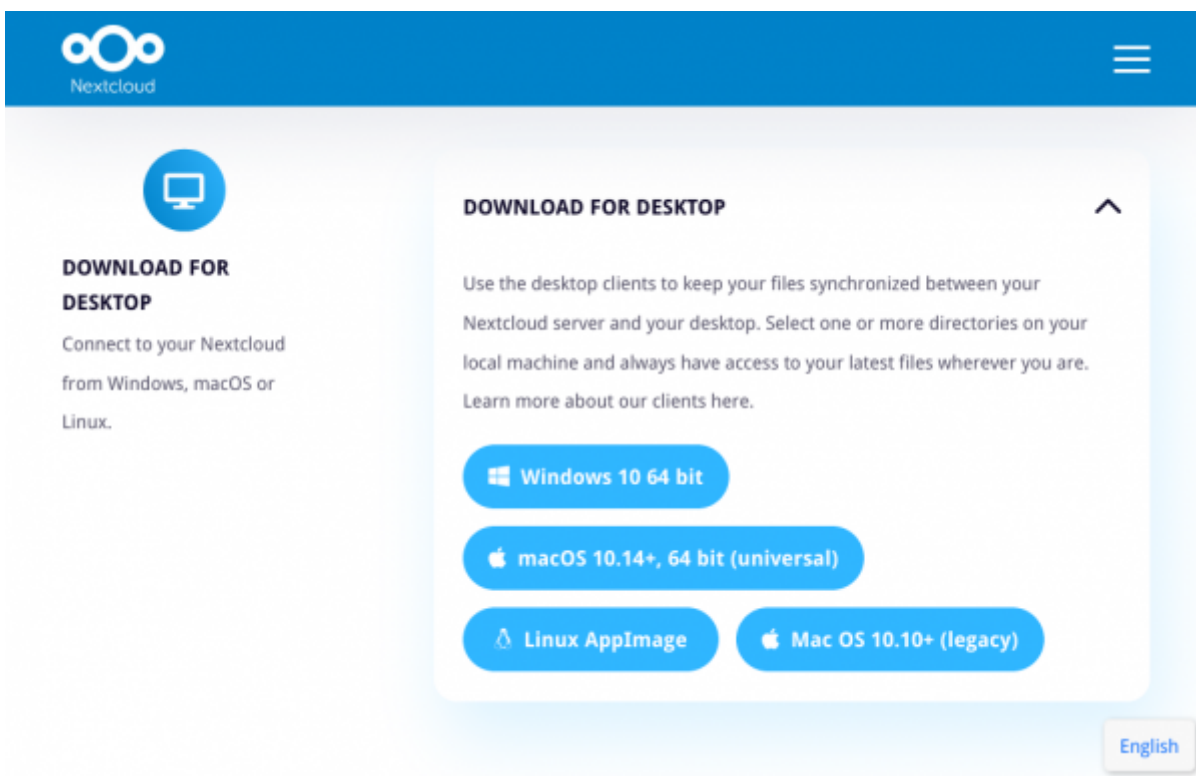 Nextcloud
DOWNLOAD FOR
DESKTOP
Connect to your Nextcloud
from Windows, macOS or
Linux.
DOWNLOAD FOR DESKTOP
Use the desktop clients to keep your files synchronized between your
Nextcloud server and your desktop. Select one or more directories on your
local machine and always have access to your latest files wherever you are.
Learn more about our clients here.
Windows 10 64 bit
macOS 10.14+, 64 bit (universal)
Linux AppImage
Mac OS 10.10+ (legacy)
English